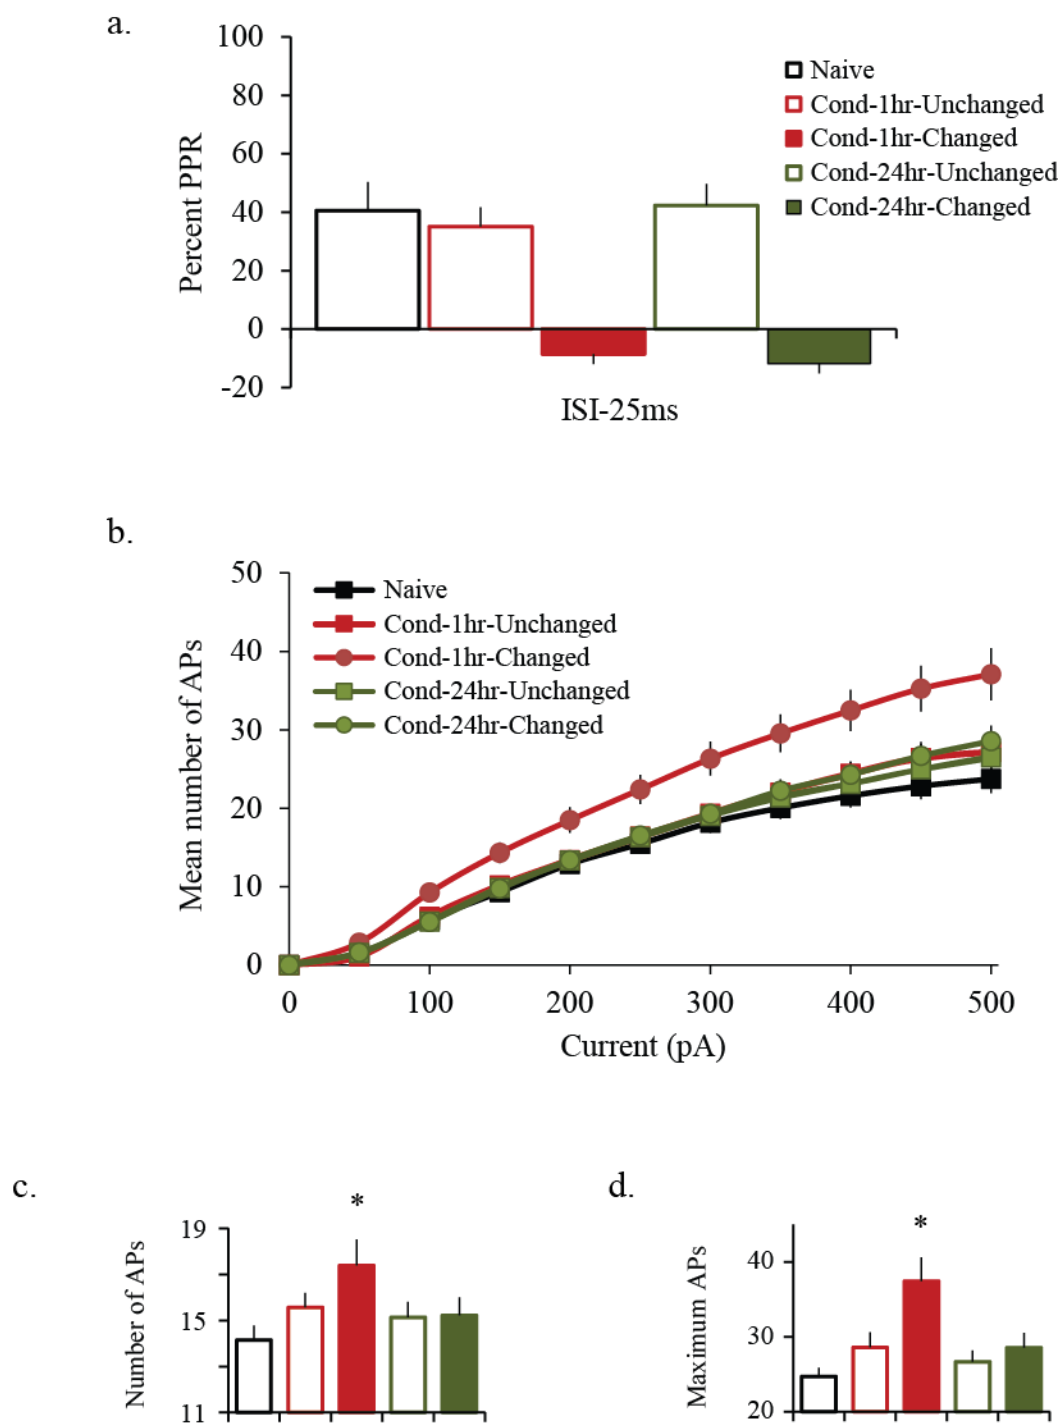 a.
100
80
60
40
20
0
-20
Percent PPR
ISI-25ms
Naive
Cond-1hr-Unchanged
Cond-1hr-Changed
Cond-24hr-Unchanged
Cond-24hr-Changed
b.
50
40
30
20
10
0
Mean number of APs
Naive
Cond-1hr-Unchanged
Cond-1hr-Changed
Cond-24hr-Unchanged
Cond-24hr-Changed
0 100 200 300 400 500
Current (pA)
c.
*
19
15
11
Number of APs
d.
*
40
30
20
Maximum APs